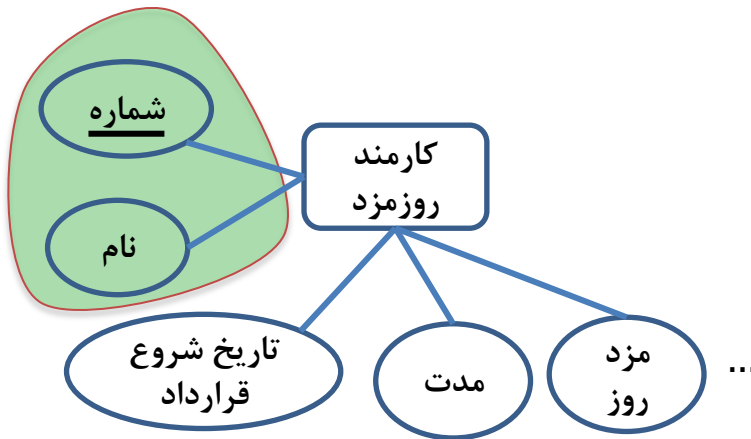 شماره
کارمند
روزمزد
نام
تاریخ شروع
قرارداد
مدت
مزد
روز
...